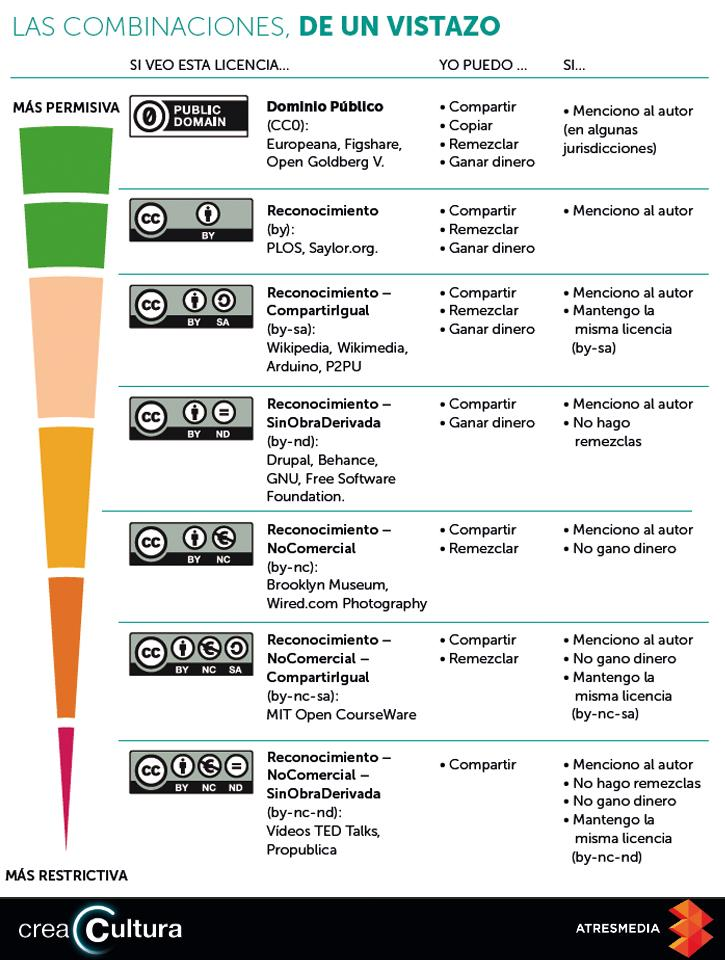 LAS COMBINACIONES, DE UN VISTAZO
SI VEO ESTA LICENCIA...
YO PUEDO ...
SI...
MÁS PERMISIVA
PUBLIC
DOMAIN
Dominio Público
(CC0):
Europeana, Figshare,
Open Goldberg V.
• Compartir
• Copiar
• Remezclar
• Ganar dinero
• Menciono al autor
(en algunas
jurisdicciones)
cc
BY
Reconocimiento
(by):
PLOS, Saylor.org.
• Compartir
• Remezclar
• Ganar dinero
• Menciono al autor
cc
BY SA
Reconocimiento –
CompartirIgual
(by-sa):
Wikipedia, Wikimedia,
Arduino, P2PU
• Compartir
• Remezclar
• Ganar dinero
• Menciono al autor
• Mantengo la
misma licencia
(by-sa)
cc
BY ND
Reconocimiento –
SinObraDerivada
(by-nd):
Drupal, Behance,
GNU, Free Software
Foundation.
• Compartir
• Ganar dinero
• Menciono al autor
• No hago
remezclas
cc
BY NC
Reconocimiento –
NoComercial
(by-nc):
Brooklyn Museum,
Wired.com Photography
• Compartir
• Remezclar
• Menciono al autor
• No gano dinero
cc
BY NC SA
Reconocimiento –
NoComercial –
CompartirIgual
(by-nc-sa):
MIT Open CourseWare
• Compartir
• Remezclar
• Menciono al autor
• No gano dinero
• Mantengo la
misma licencia
(by-nc-sa)
cc
BY NC ND
Reconocimiento –
NoComercial –
SinObraDerivada
(by-nc-nd):
Vídeos TED Talks,
Propublica
• Compartir
• Menciono al autor
• No hago remezclas
• No gano dinero
• Mantengo la
misma licencia
(by-nc-nd)
MÁS RESTRICTIVA
crea Cultura
ATRESMEDIA